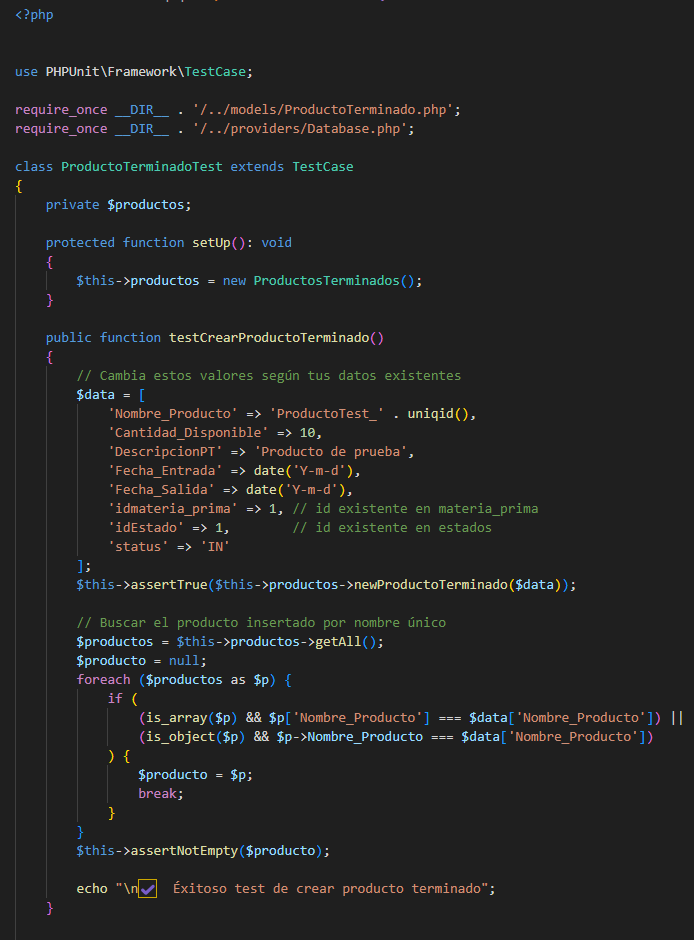 <?php
use PHPUnit\Framework\TestCase;
require_once __DIR__ . '/../models/ProductoTerminado.php';
require_once __DIR__ . '/../providers/Database.php';
class ProductoTerminadoTest extends TestCase
{
    private $productos;
    protected function setUp(): void
    {
        $this->productos = new ProductosTerminados();
    }
    public function testCrearProductoTerminado()
    {
        // Cambia estos valores según tus datos existentes
        $data = [
            'Nombre_Producto' => 'ProductoTest_' . uniqid(),
            'Cantidad_Disponible' => 10,
            'DescripcionPT' => 'Producto de prueba',
            'Fecha_Entrada' => date('Y-m-d'),
            'Fecha_Salida' => date('Y-m-d'),
            'idmateria_prima' => 1, // id existente en materia_prima
            'idEstado' => 1,        // id existente en estados
            'status' => 'IN'
        ];
        $this->assertTrue($this->productos->newProductoTerminado($data));
        // Buscar el producto insertado por nombre único
        $productos = $this->productos->getAll();
        $producto = null;
        foreach ($productos as $p) {
            if (
                (is_array($p) && $p['Nombre_Producto'] === $data['Nombre_Producto']) ||
                (is_object($p) && $p->Nombre_Producto === $data['Nombre_Producto'])
            ) {
                $producto = $p;
                break;
            }
        }
        $this->assertNotEmpty($producto);
        echo "\n✔  Éxitoso test de crear producto terminado";
    }